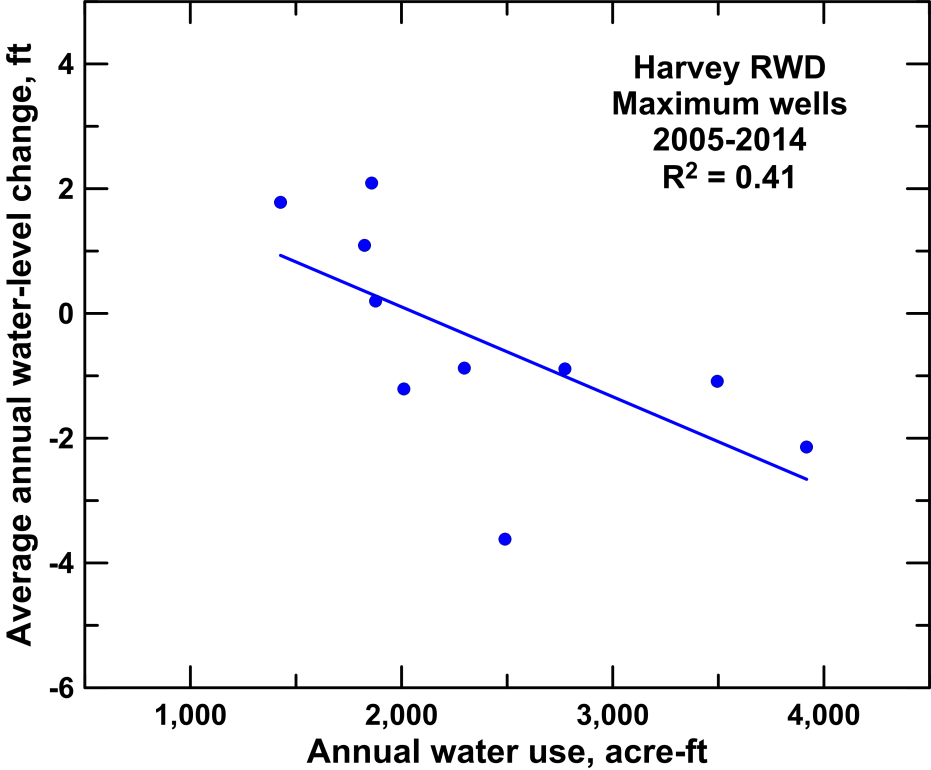 Harvey RWD
Maximum wells
2005-2014
R² = 0.41
Average annual water-level change, ft
4
2
0
-2
-4
-6
1,000 2,000 3,000 4,000
Annual water use, acre-ft